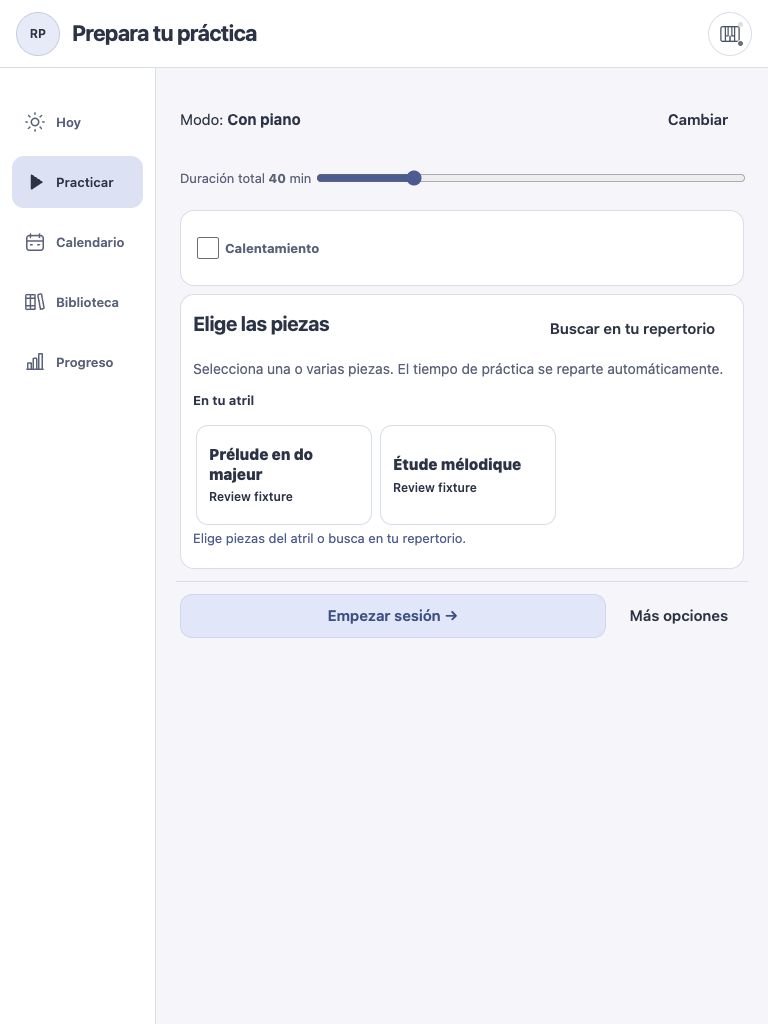 RP
Prepara tu práctica
Hoy
Practicar
Calendario
Biblioteca
Progreso
Modo: Con piano
Cambiar
Duración total 40 min
Calentamiento
Elige las piezas
Buscar en tu repertorio
Selecciona una o varias piezas. El tiempo de práctica se reparte automáticamente.
En tu atril
Prélude en do
majeur
Review fixture
Étude mélodique
Review fixture
Elige piezas del atril o busca en tu repertorio.
Empezar sesión →
Más opciones